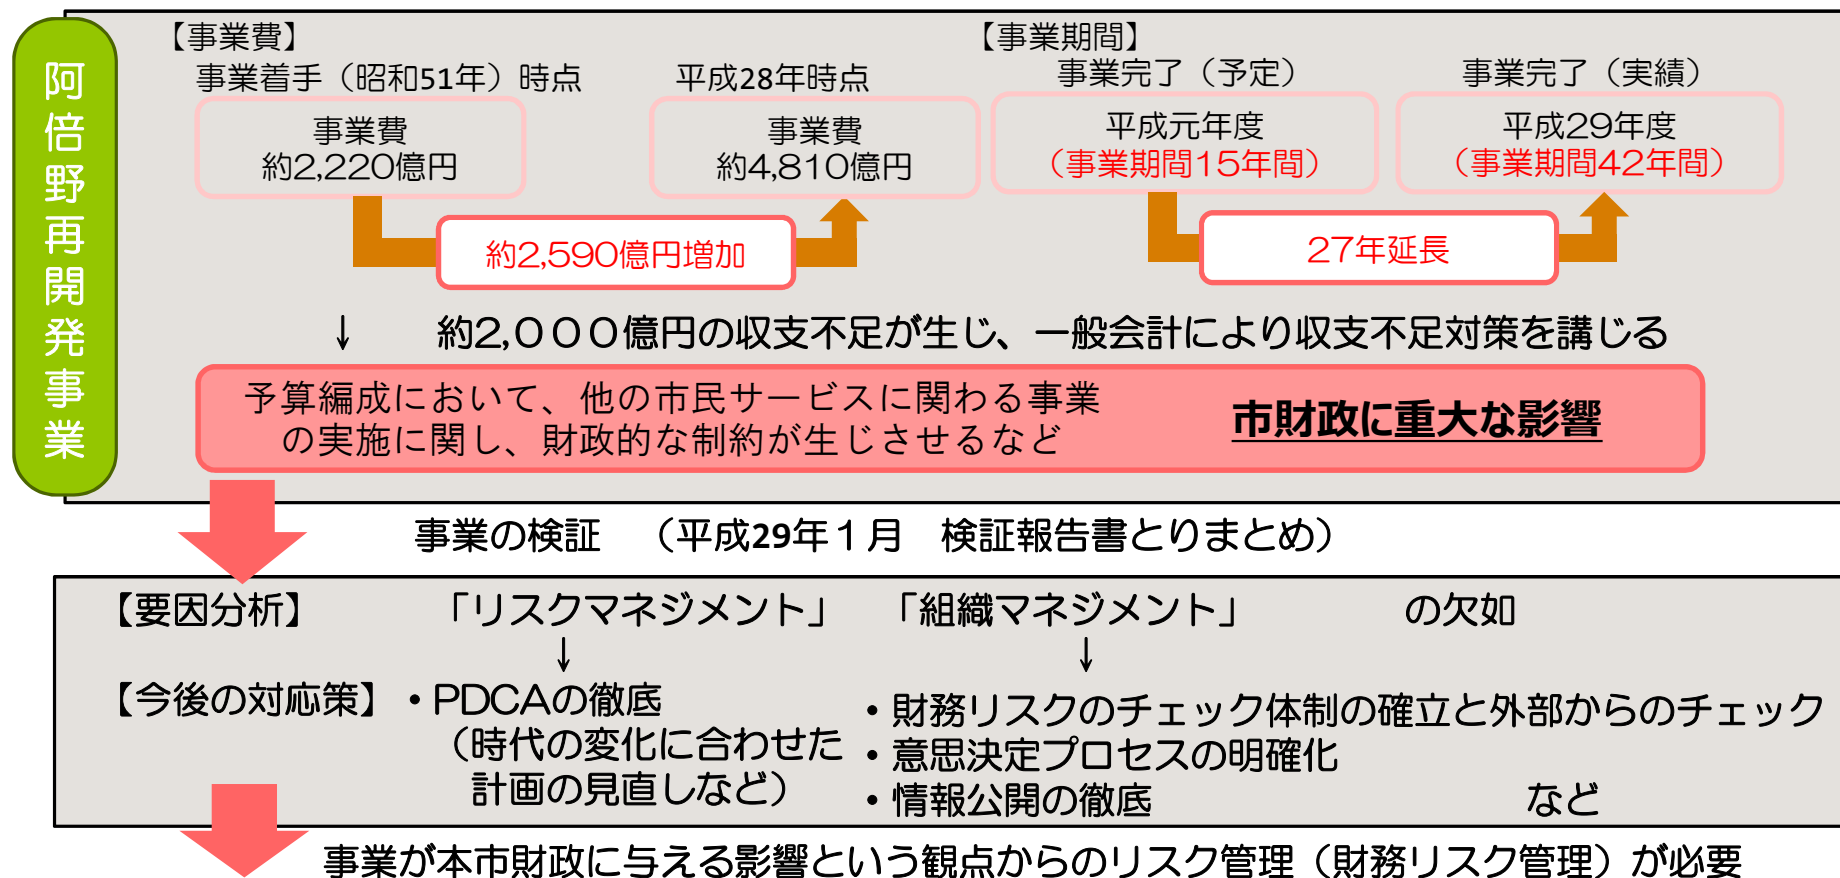 阿倍野再開発事業
【事業費】
事業着手（昭和51年）時点
事業費
約2,220億円
平成28年時点
事業費
約4,810億円
約2,590億円増加
【事業期間】
事業完了（予定）
平成元年度
（事業期間15年間）
事業完了（実績）
平成29年度
（事業期間42年間）
27年延長
↓　約2,０００億円の収支不足が生じ、一般会計により収支不足対策を講じる
予算編成において、他の市民サービスに関わる事業
の実施に関し、財政的な制約が生じさせるなど
市財政に重大な影響
事業の検証　（平成29年１月　検証報告書とりまとめ）
【要因分析】　「リスクマネジメント」　「組織マネジメント」　の欠如
↓　↓
【今後の対応策】
・PDCAの徹底
（時代の変化に合わせた
計画の見直しなど）
・財務リスクのチェック体制の確立と外部からのチェック
・意思決定プロセスの明確化
・情報公開の徹底　など
事業が本市財政に与える影響という観点からのリスク管理（財務リスク管理）が必要